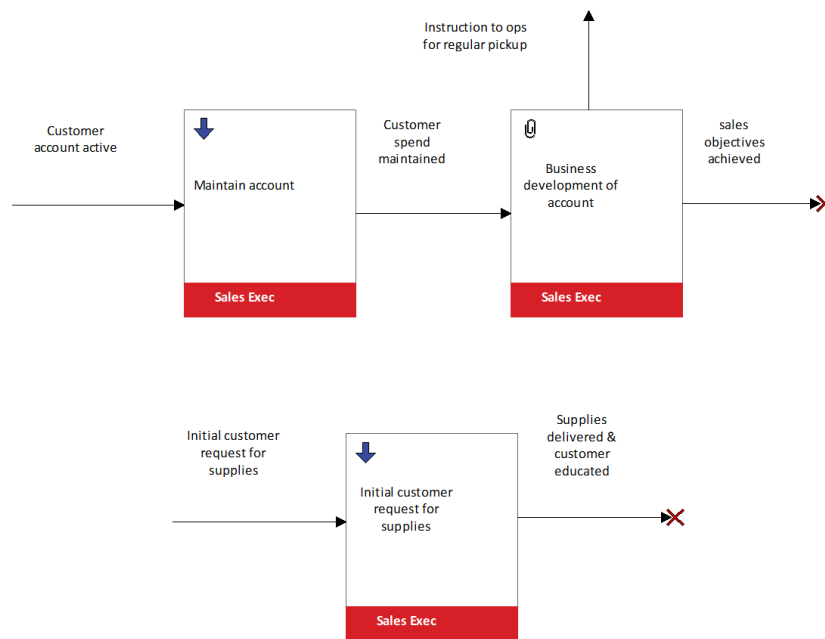 Instruction to ops
for regular pickup
Customer
account active
Maintain account
Sales Exec
Customer
spend
maintained
Business
development of
account
Sales Exec
sales
objectives
achieved
Initial customer
request for
supplies
Initial customer
request for
supplies
Sales Exec
Supplies
delivered &
customer
educated